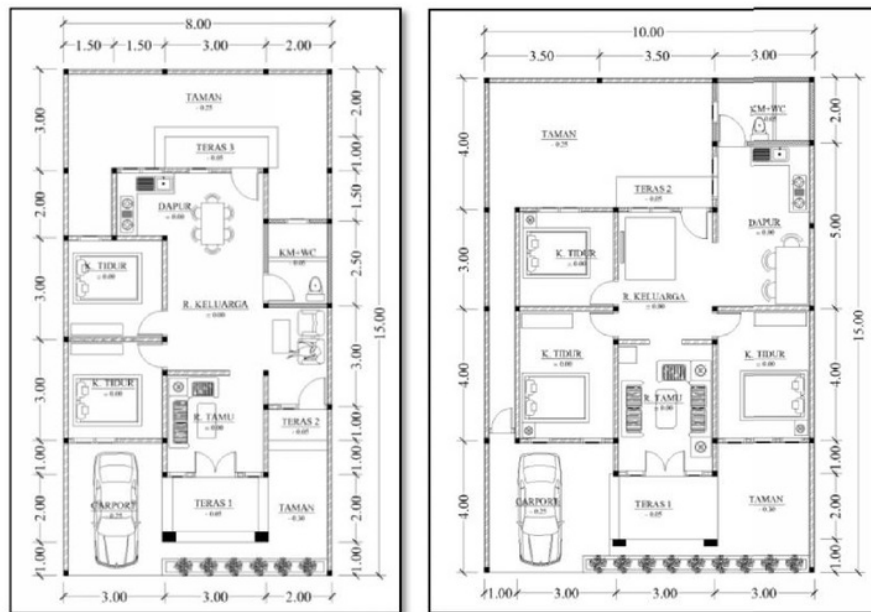 8.00
1.50 1.50 3.00 2.00
3.00
2.00
3.00
3.00
1.00
2.00
1.00
TAMAN
- 0.25
TERAS 3
- 0.05
DAPUR
± 0.00
KM+WC
- 0.05
K. TIDUR
± 0.00
R. KELUARGA
± 0.00
K. TIDUR
± 0.00
R. TAMU
± 0.00
TERAS 2
- 0.05
CARPORT
- 0.25
TERAS 1
- 0.05
TAMAN
- 0.30
2.00
1.00
1.50
2.50
3.00
1.00
1.00
2.00
1.00
15.00
3.00 3.00 2.00
10.00
3.50 3.50 3.00
4.00
3.00
4.00
4.00
KM+WC
- 0.05
TAMAN
- 0.25
TERAS 2
- 0.05
DAPUR
± 0.00
K. TIDUR
± 0.00
R. KELUARGA
± 0.00
K. TIDUR
± 0.00
K. TIDUR
± 0.00
R. TAMU
± 0.00
CARPORT
- 0.25
TERAS 1
- 0.05
TAMAN
- 0.30
2.00
5.00
4.00
1.00
2.00
1.00
15.00
1.00 3.00 3.00 3.00